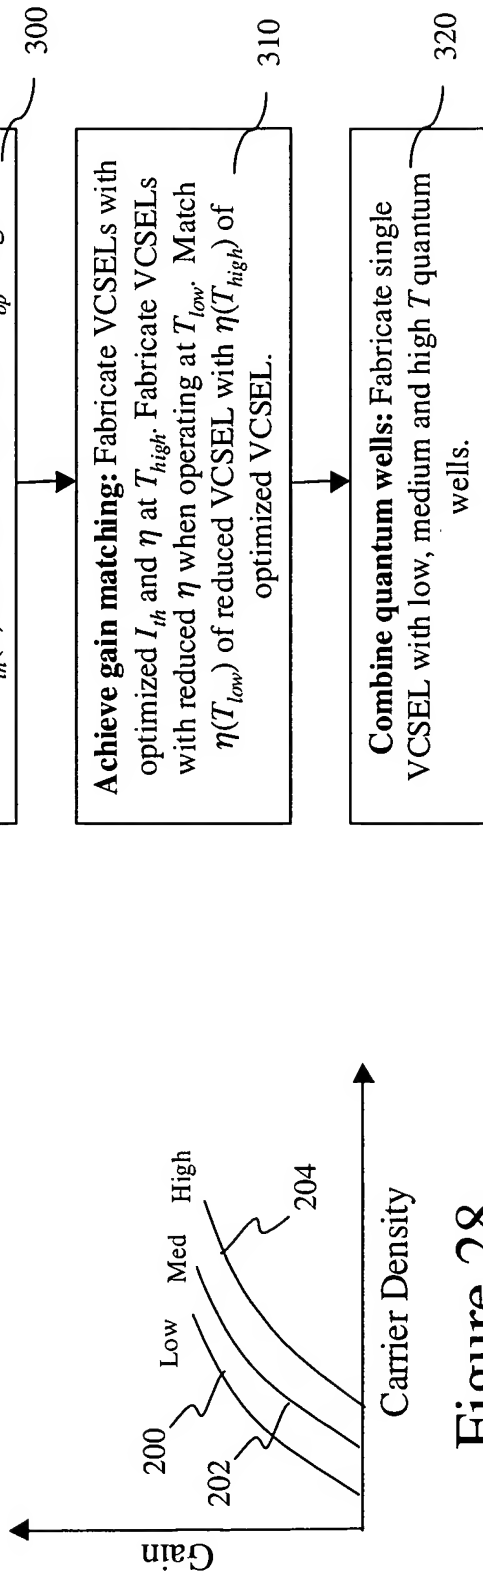 300
Achieve gain matching: Fabricate VCSELs with
optimized I_th and η at T_high. Fabricate VCSELs
with reduced η when operating at T_low. Match
η(T_low) of reduced VCSEL with η(T_high) of
optimized VCSEL.
310
Combine quantum wells: Fabricate single
VCSEL with low, medium and high T quantum
wells.
320
Gain
Low
Med
High
200
202
204
Carrier Density
Figure 28